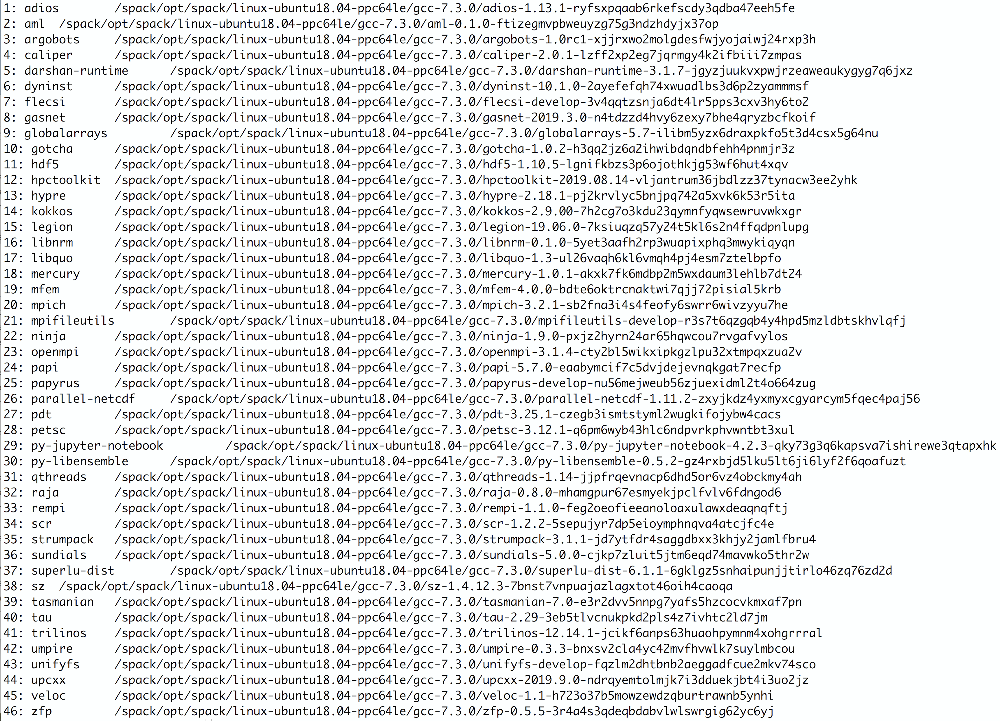 1: adios /spack/opt/spack/linux-ubuntu18.04-ppc64le/gcc-7.3.0/adios-1.13.1-ryfsxpqaab6rkefscdy3qdba47eeh5fe
2: aml /spack/opt/spack/linux-ubuntu18.04-ppc64le/gcc-7.3.0/aml-0.1.0-ftizegmvpbweuyzg75g3ndzhdyjx37op
3: argobots /spack/opt/spack/linux-ubuntu18.04-ppc64le/gcc-7.3.0/argobots-1.0rc1-xjjrxwo2molgdesfwjyojaiwj24rxp3h
4: caliper /spack/opt/spack/linux-ubuntu18.04-ppc64le/gcc-7.3.0/caliper-2.0.1-lzff2xp2eg7jqrmgy4k2ifbiii7zmpas
5: darshan-runtime /spack/opt/spack/linux-ubuntu18.04-ppc64le/gcc-7.3.0/darshan-runtime-3.1.7-jgyzjuukvxpwjrzeaweaukygyg7q6jxz
6: dyninst /spack/opt/spack/linux-ubuntu18.04-ppc64le/gcc-7.3.0/dyninst-10.1.0-2ayefefqh74xwuadlbs3d6p2zyammmsf
7: flecsi /spack/opt/spack/linux-ubuntu18.04-ppc64le/gcc-7.3.0/flecsi-develop-3v4qqtzsnja6dt4lr5pps3cxv3hy6to2
8: gasnet /spack/opt/spack/linux-ubuntu18.04-ppc64le/gcc-7.3.0/gasnet-2019.3.0-n4tdzzd4hvy6zexy7bhe4qryzbcfkoif
9: globalarrays /spack/opt/spack/linux-ubuntu18.04-ppc64le/gcc-7.3.0/globalarrays-5.7-ilibm5yzx6draxpkfo5t3d4csx5g64nu
10: gotcha /spack/opt/spack/linux-ubuntu18.04-ppc64le/gcc-7.3.0/gotcha-1.0.2-h3qq2jz6a2ihwibdqndbfehh4pnmjr3z
11: hdf5 /spack/opt/spack/linux-ubuntu18.04-ppc64le/gcc-7.3.0/hdf5-1.10.5-lgnifkbzs3p6ojothkjg53wf6hut4xqv
12: hpctoolkit /spack/opt/spack/linux-ubuntu18.04-ppc64le/gcc-7.3.0/hpctoolkit-2019.08.14-vljantrum36jbdlzz37tynacw3ee2yhk
13: hypre /spack/opt/spack/linux-ubuntu18.04-ppc64le/gcc-7.3.0/hypre-2.18.1-pj2krvlyc5bnjpq742a5xvk6k53r5ita
14: kokkos /spack/opt/spack/linux-ubuntu18.04-ppc64le/gcc-7.3.0/kokkos-2.9.00-7h2cg7o3kdu23qymnfyqwsewruvwkxgr
15: legion /spack/opt/spack/linux-ubuntu18.04-ppc64le/gcc-7.3.0/legion-19.06.0-7ksiuqzq57y24t5kl6s2n4ffqdpnlupg
16: libnrm /spack/opt/spack/linux-ubuntu18.04-ppc64le/gcc-7.3.0/libnrm-0.1.0-5yet3aafh2rp3wuapixphq3mwykiqyqn
17: libquo /spack/opt/spack/linux-ubuntu18.04-ppc64le/gcc-7.3.0/libquo-1.3-ul26vaqh6kl6vmqh4pj4esm7ztelbpfo
18: mercury /spack/opt/spack/linux-ubuntu18.04-ppc64le/gcc-7.3.0/mercury-1.0.1-akxk7fk6mdbp2m5wxdaum3lehlb7dt24
19: mfem /spack/opt/spack/linux-ubuntu18.04-ppc64le/gcc-7.3.0/mfem-4.0.0-bdte6oktrcnaktwi7qjj72pisial5krb
20: mpich /spack/opt/spack/linux-ubuntu18.04-ppc64le/gcc-7.3.0/mpich-3.2.1-sb2fna3i4s4feofy6swrr6wivzyyu7he
21: mpifileutils /spack/opt/spack/linux-ubuntu18.04-ppc64le/gcc-7.3.0/mpifileutils-develop-r3s7t6qzgqb4y4hpd5mzldbtskhvlqfj
22: ninja /spack/opt/spack/linux-ubuntu18.04-ppc64le/gcc-7.3.0/ninja-1.9.0-pxjz2hyrn24ar65hqwcou7rvgafvylos
23: openmpi /spack/opt/spack/linux-ubuntu18.04-ppc64le/gcc-7.3.0/openmpi-3.1.4-cty2bl5wikxipkgzlpu32xtmpqxzua2v
24: papi /spack/opt/spack/linux-ubuntu18.04-ppc64le/gcc-7.3.0/papi-5.7.0-eaabymcif7c5dvjdejevnqkgat7recfp
25: papyrus /spack/opt/spack/linux-ubuntu18.04-ppc64le/gcc-7.3.0/papyrus-develop-nu56mejweub56zjuexidml2t4o664zug
26: parallel-netcdf /spack/opt/spack/linux-ubuntu18.04-ppc64le/gcc-7.3.0/parallel-netcdf-1.11.2-zxyjkdz4yxmyxcgyarcym5fqec4paj56
27: pdt /spack/opt/spack/linux-ubuntu18.04-ppc64le/gcc-7.3.0/pdt-3.25.1-czegb3ismtstyml2wugkifojybw4cacs
28: petsc /spack/opt/spack/linux-ubuntu18.04-ppc64le/gcc-7.3.0/petsc-3.12.1-q6pm6wyb43hlc6ndpvrkphvwntbt3xul
29: py-jupyter-notebook /spack/opt/spack/linux-ubuntu18.04-ppc64le/gcc-7.3.0/py-jupyter-notebook-4.2.3-qky73g3q6kapsva7ishirewe3qtapxhk
30: py-libensemble /spack/opt/spack/linux-ubuntu18.04-ppc64le/gcc-7.3.0/py-libensemble-0.5.2-gz4rxbjd5lku5lt6ji6lyf2f6qoafuzt
31: qthreads /spack/opt/spack/linux-ubuntu18.04-ppc64le/gcc-7.3.0/qthreads-1.14-jjpfrqevnacp6dhd5or6vz4obckmy4ah
32: raja /spack/opt/spack/linux-ubuntu18.04-ppc64le/gcc-7.3.0/raja-0.8.0-mhamgpur67esmyekjpclfvlv6fdngod6
33: rempi /spack/opt/spack/linux-ubuntu18.04-ppc64le/gcc-7.3.0/rempi-1.1.0-feg2oeofieeanoloaxulawxdeaqnqftj
34: scr /spack/opt/spack/linux-ubuntu18.04-ppc64le/gcc-7.3.0/scr-1.2.2-5sepujyr7dp5eioymphnqva4atcjfc4e
35: strumpack /spack/opt/spack/linux-ubuntu18.04-ppc64le/gcc-7.3.0/strumpack-3.1.1-jd7ytfdr4saggdbxx3khjy2jamlfbru4
36: sundials /spack/opt/spack/linux-ubuntu18.04-ppc64le/gcc-7.3.0/sundials-5.0.0-cjkp7zluit5jtm6eqd74mavwko5thr2w
37: superlu-dist /spack/opt/spack/linux-ubuntu18.04-ppc64le/gcc-7.3.0/superlu-dist-6.1.1-6gklgz5snhaipunjjtirlo46zq76zd2d
38: sz /spack/opt/spack/linux-ubuntu18.04-ppc64le/gcc-7.3.0/sz-1.4.12.3-7bnst7vnpuajazlagxtot46oih4caoqa
39: tasmanian /spack/opt/spack/linux-ubuntu18.04-ppc64le/gcc-7.3.0/tasmanian-7.0-e3r2dvv5nnpg7yafs5hzcocvkmxaf7pn
40: tau /spack/opt/spack/linux-ubuntu18.04-ppc64le/gcc-7.3.0/tau-2.29-3eb5tlvcnukpkd2pls4z7ivhtc2ld7jm
41: trilinos /spack/opt/spack/linux-ubuntu18.04-ppc64le/gcc-7.3.0/trilinos-12.14.1-jcikf6anps63huaohpymnm4xohgrrral
42: umpire /spack/opt/spack/linux-ubuntu18.04-ppc64le/gcc-7.3.0/umpire-0.3.3-bnxsv2cla4yc42mvfhvwlk7suylmbcou
43: unifyfs /spack/opt/spack/linux-ubuntu18.04-ppc64le/gcc-7.3.0/unifyfs-develop-fqzlm2dhtbnb2aeggadfcue2mkv74sco
44: upcxx /spack/opt/spack/linux-ubuntu18.04-ppc64le/gcc-7.3.0/upcxx-2019.9.0-ndrqyemtolmjk7i3dduekjbt4i3uo2jz
45: veloc /spack/opt/spack/linux-ubuntu18.04-ppc64le/gcc-7.3.0/veloc-1.1-h723o37b5mowzewdzqburtrawnb5ynhi
46: zfp /spack/opt/spack/linux-ubuntu18.04-ppc64le/gcc-7.3.0/zfp-0.5.5-3r4a4s3qdeqbdabvlwlswrgig62yc6yj